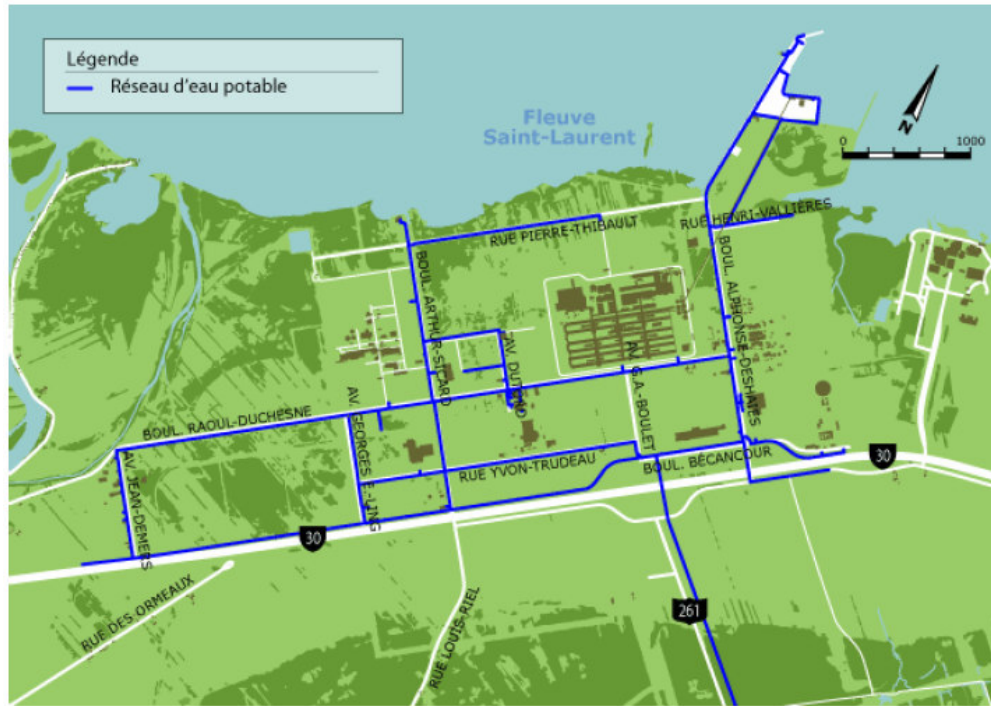 Légende
Réseau d'eau potable
Fleuve
Saint-Laurent
N
0 1000
RUE HENRI-VALLIÈRES
RUE PIERRE-THIBAULT
BOUL. ARTHUR-SICARD
BOUL. ALPHONSE-DESHAIES
AV. DUTORD
AV. G.A.-BOULET
BOUL. RAOUL-DUCHESNE
AV. GEORGES-E.-LING
AV. JEAN-DEMERS
RUE YVON-TRUDEAU
BOUL. BÉCANCOUR
30
30
RUE DES ORMEAUX
RUE LOUIS-RIEL
261